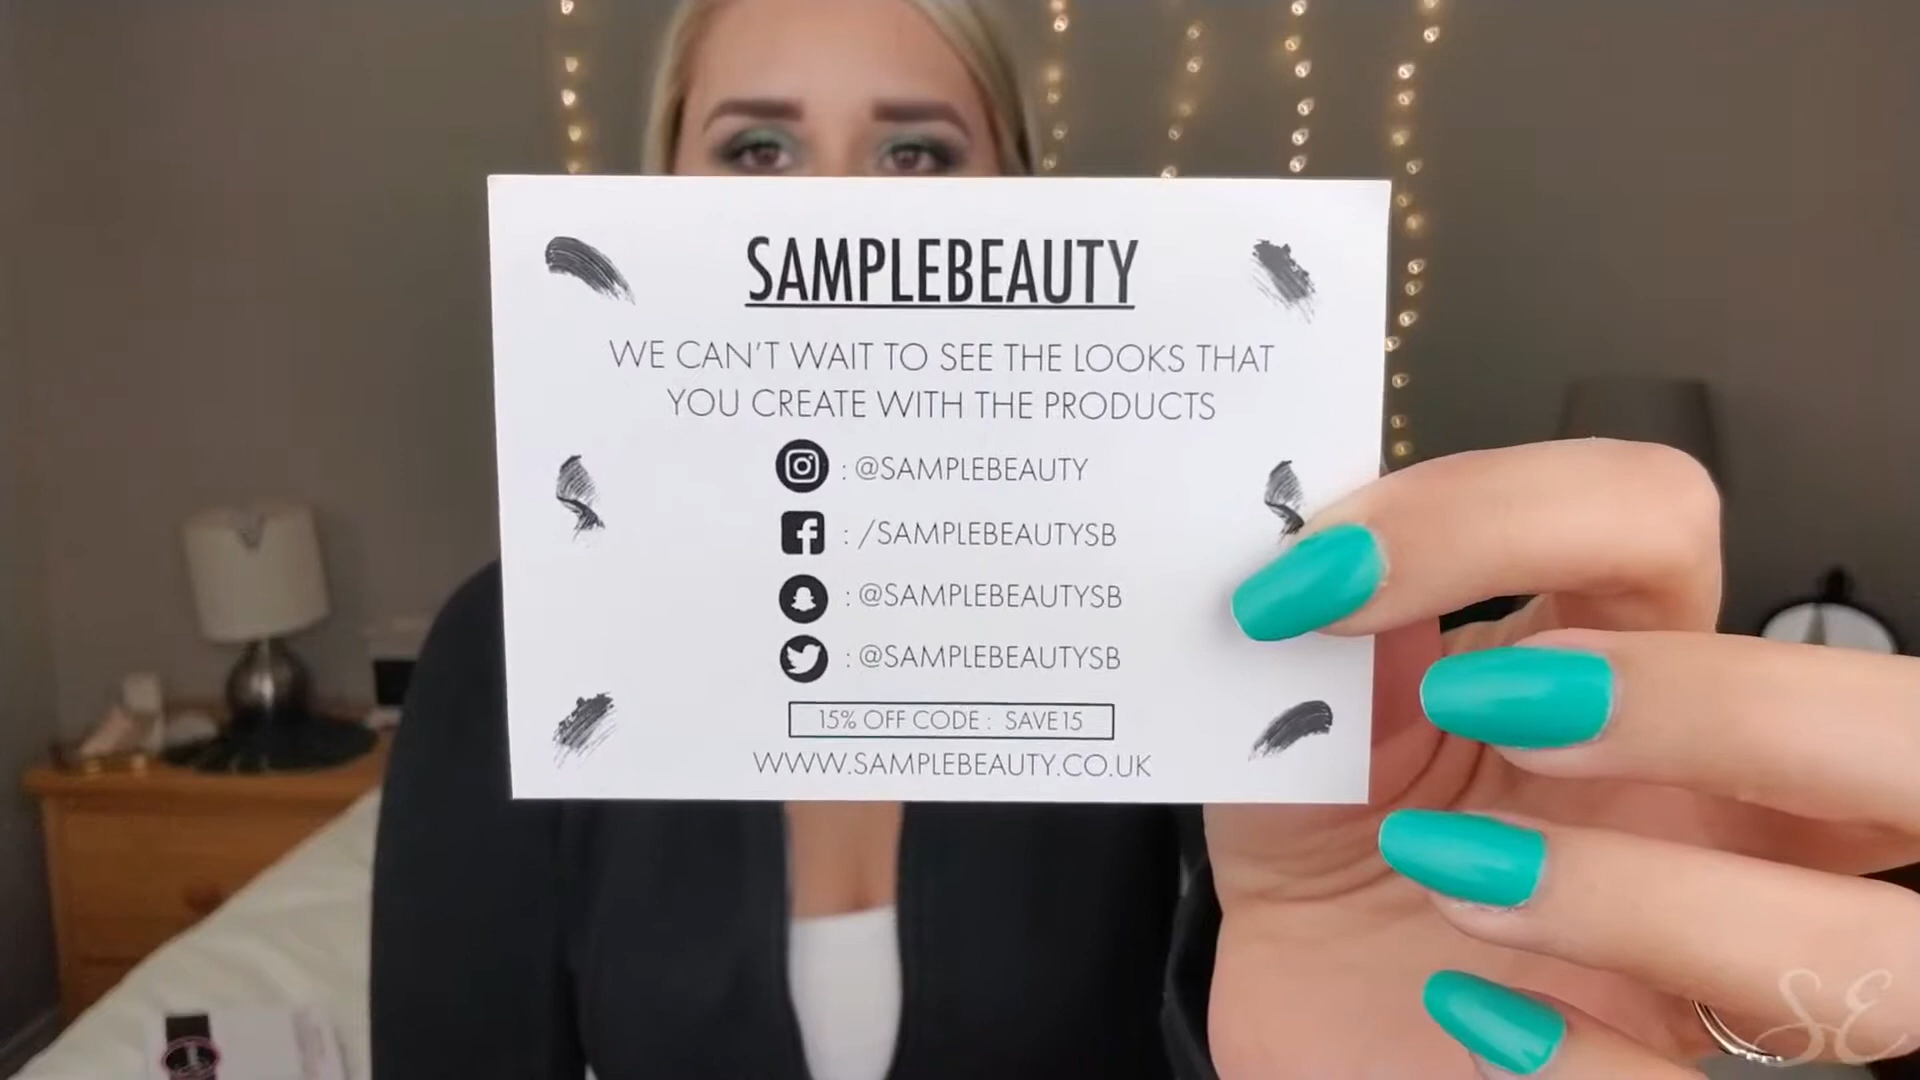 SAMPLEBEAUTY
WE CAN'T WAIT TO SEE THE LOOKS THAT
YOU CREATE WITH THE PRODUCTS
: @SAMPLEBEAUTY
: /SAMPLEBEAUTYSB
: @SAMPLEBEAUTYSB
: @SAMPLEBEAUTYSB
15% OFF CODE : SAVE15
WWW.SAMPLEBEAUTY.CO.UK
SE